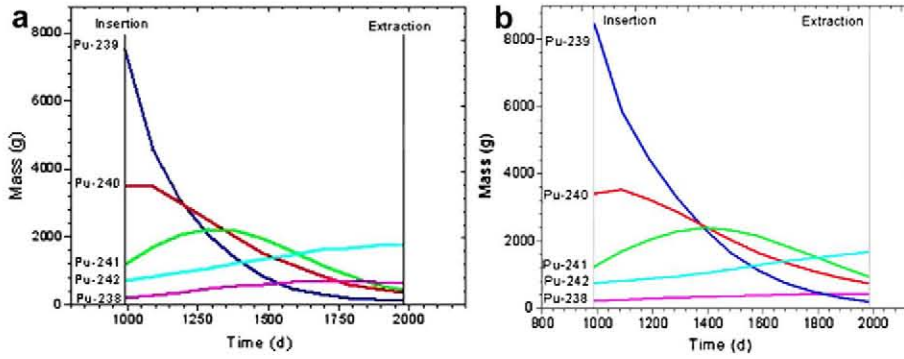 a
Insertion
Extraction
Pu-239
Pu-240
Pu-241
Pu-242
Pu-238
8000
6000
4000
2000
0
1000 1250 1500 1750 2000
Mass (g)
Time (d)
b
Insertion
Extraction
Pu-239
Pu-240
Pu-241
Pu-242
Pu-238
8000
6000
4000
2000
0
800 1000 1200 1400 1600 1800 2000
Mass (g)
Time (d)